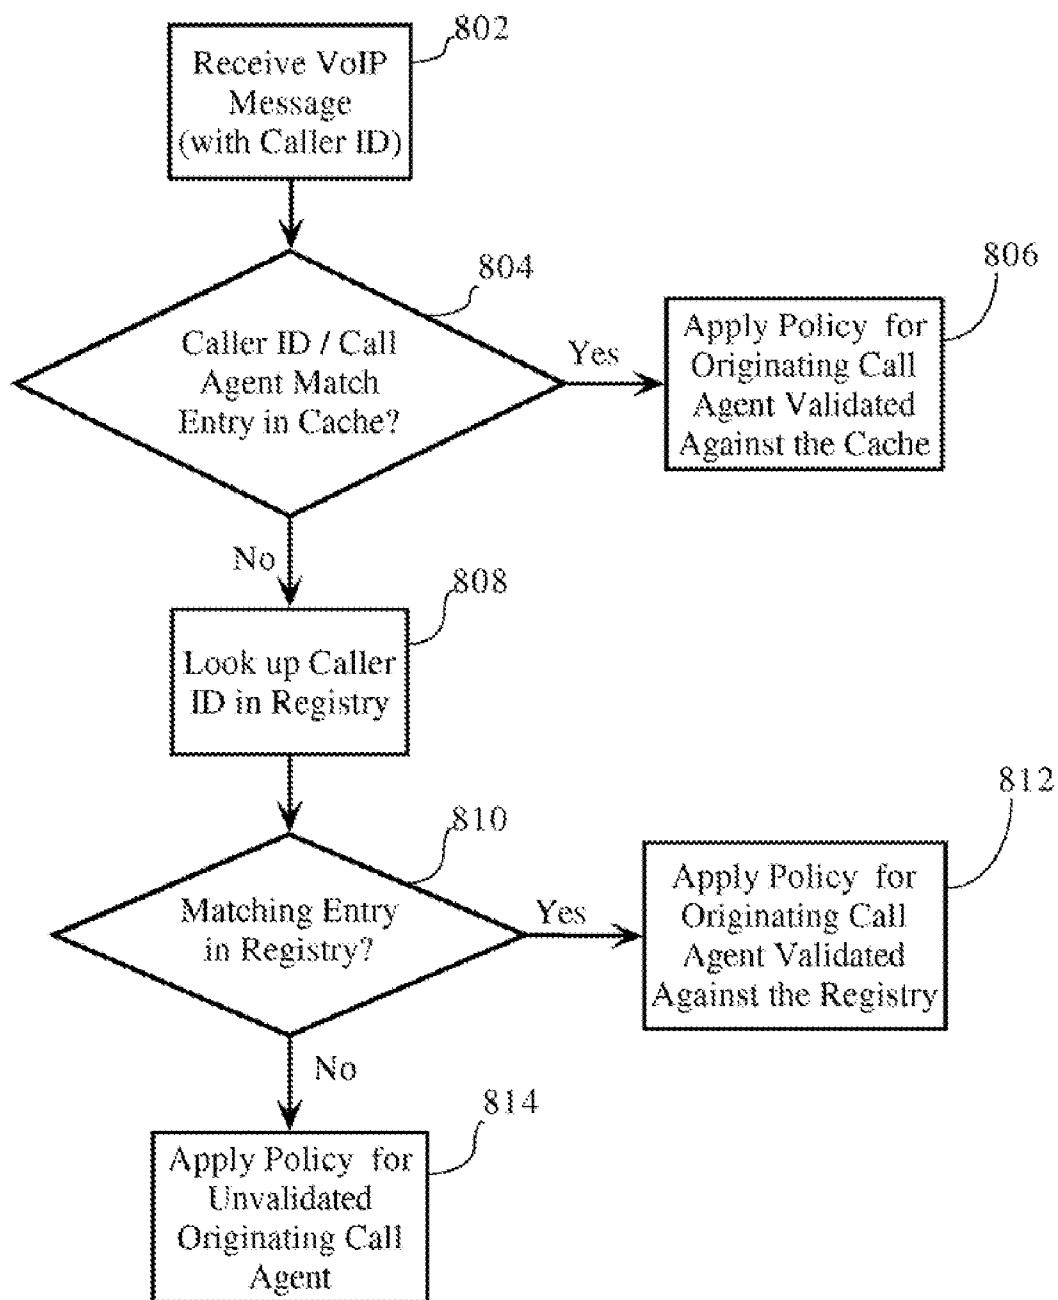 802
Receive VoIP
Message
(with Caller ID)
804
Caller ID / Call
Agent Match
Entry in Cache?
Yes
806
Apply Policy for
Originating Call
Agent Validated
Against the Cache
No
808
Look up Caller
ID in Registry
810
Matching Entry
in Registry?
Yes
812
Apply Policy for
Originating Call
Agent Validated
Against the Registry
No
814
Apply Policy for
Unvalidated
Originating Call
Agent